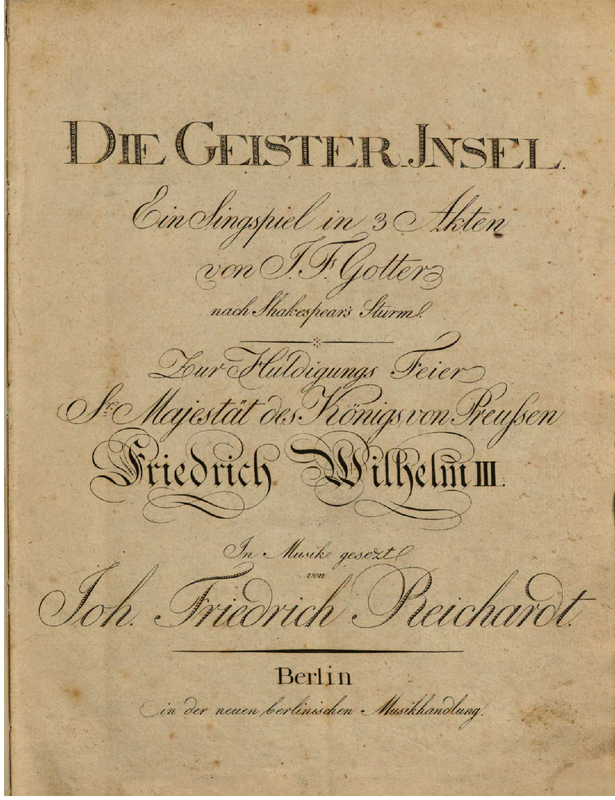 DIE GEISTER JNSEL.
Ein Singspiel in 3 Akten
von J. F. Gotter
nach Shakespear's Sturm.
Zur Huldigungs Feier
Sr. Majestät des Königs von Preußen
Friedrich Wilhelm III.
In Musik gesezt
von
Joh. Friedrich Reichardt.
Berlin
in der neuen berlinischen Musikhandlung.